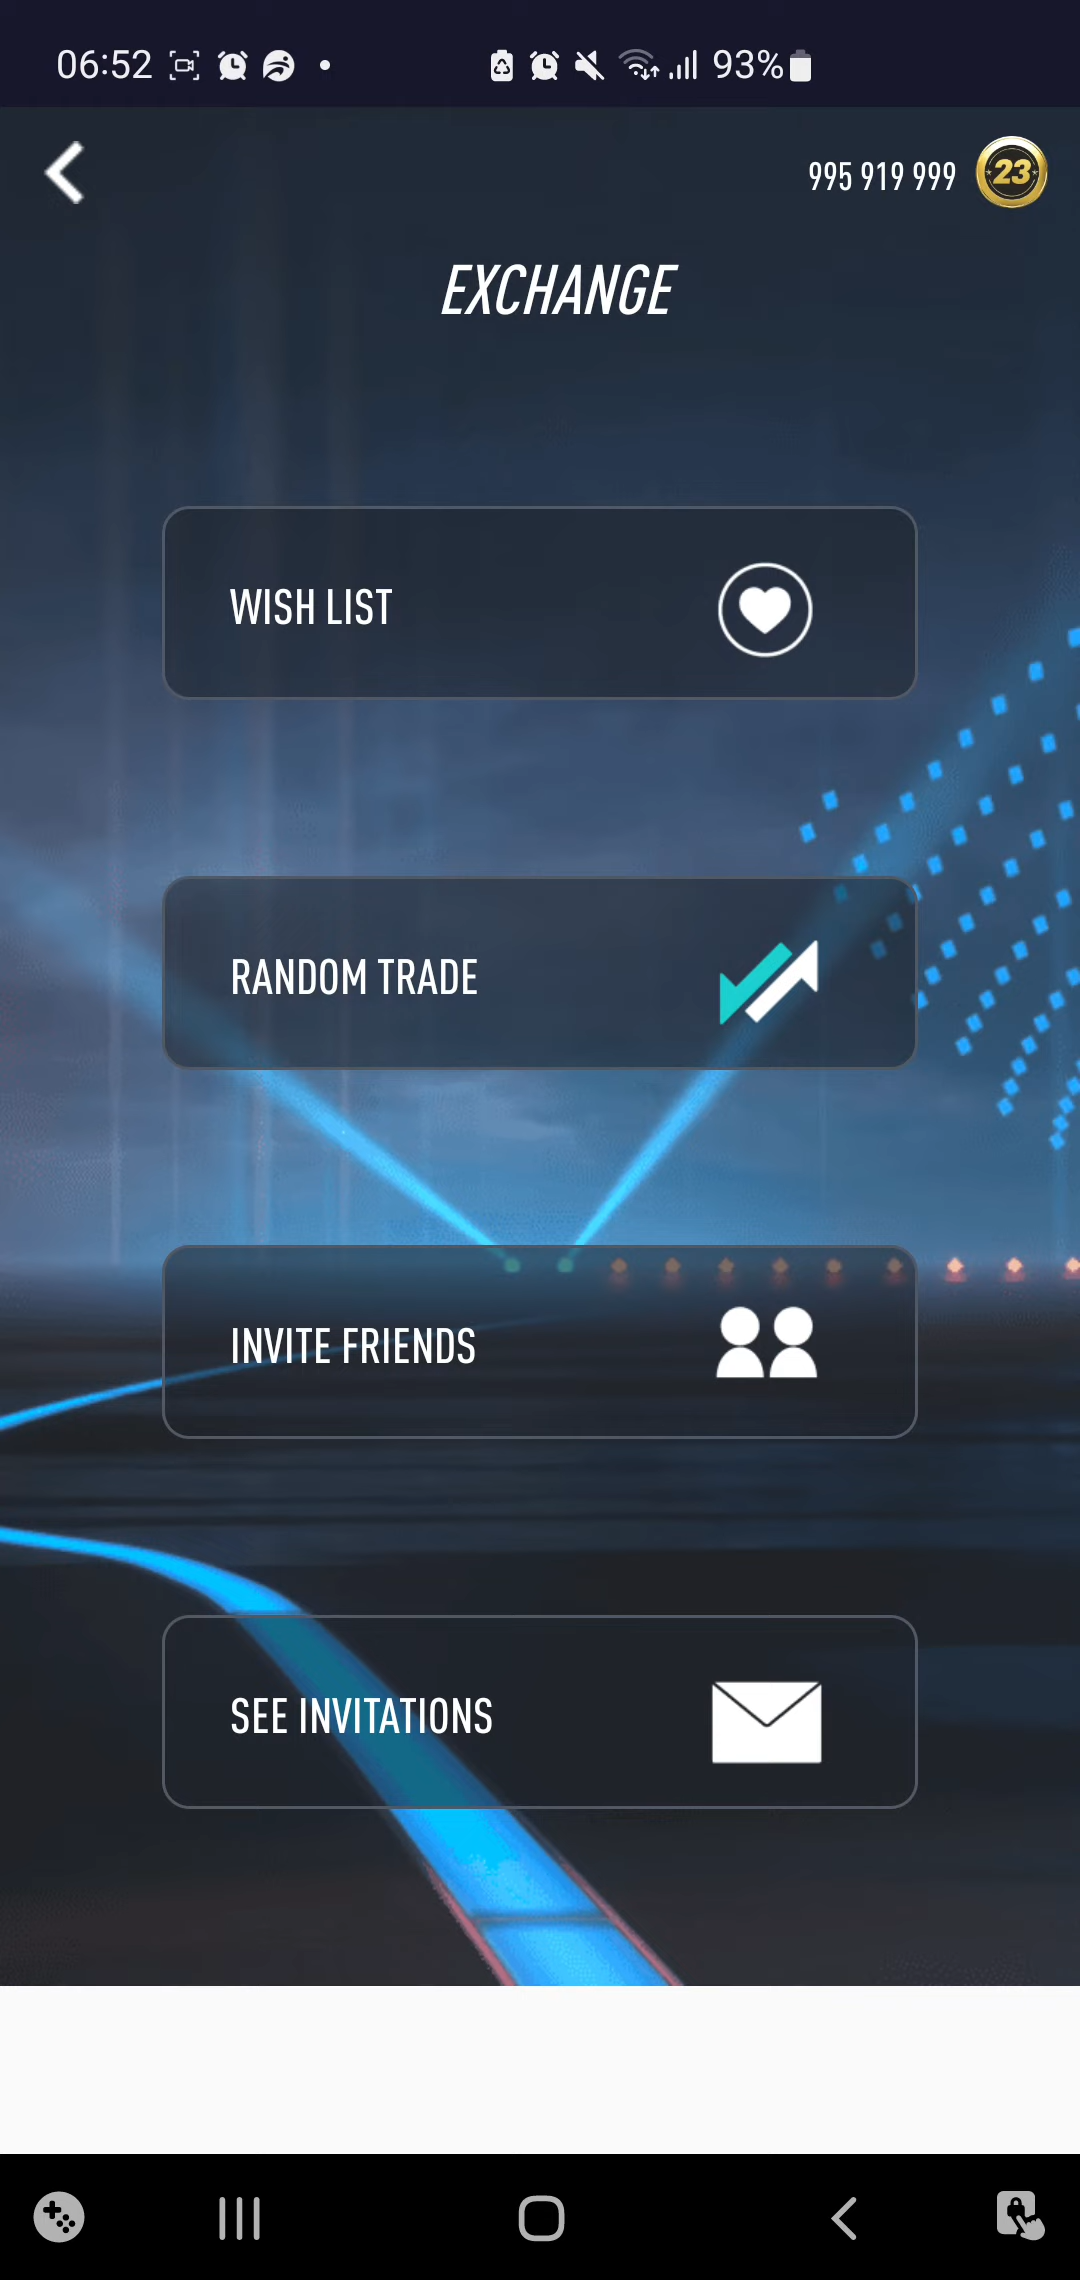 06:52 93%
995 919 999 23
EXCHANGE
WISH LIST
RANDOM TRADE
INVITE FRIENDS
SEE INVITATIONS